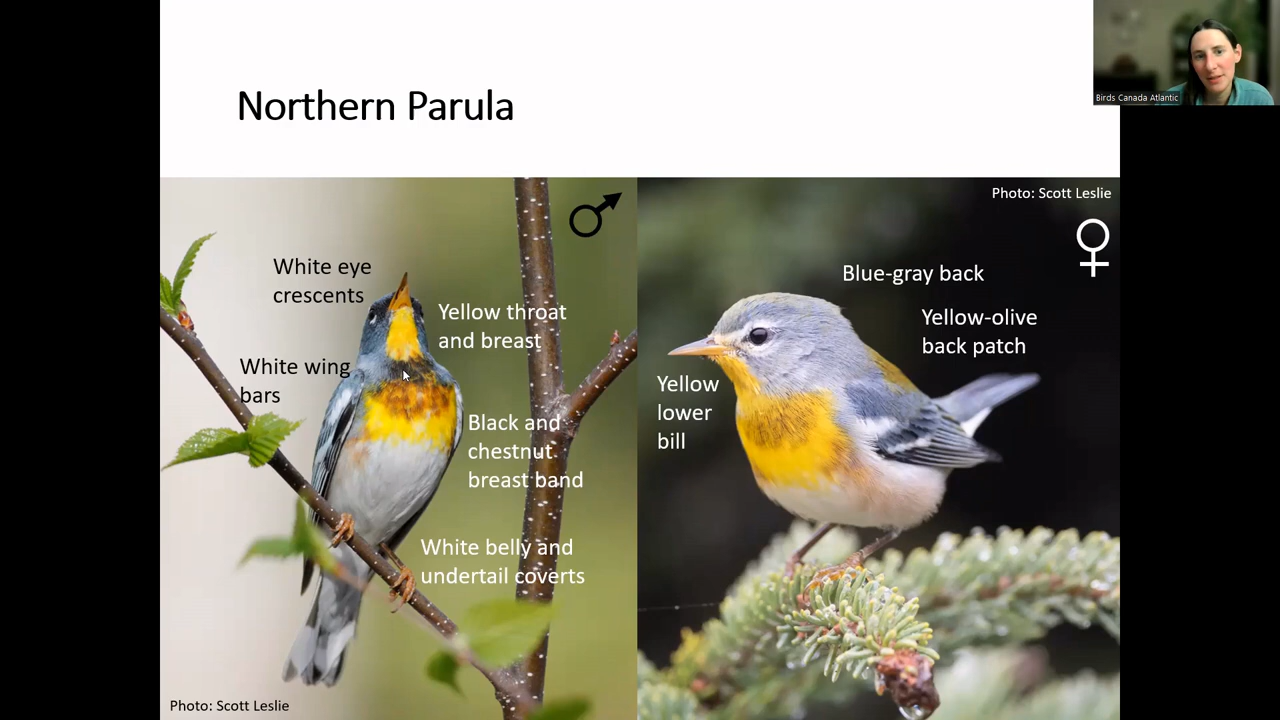 Birds Canada Atlantic
Northern Parula
Photo: Scott Leslie
White eye
crescents
Yellow throat
and breast
White wing
bars
Black and
chestnut
breast band
White belly and
undertail coverts
Photo: Scott Leslie
Blue-gray back
Yellow-olive
back patch
Yellow
lower
bill